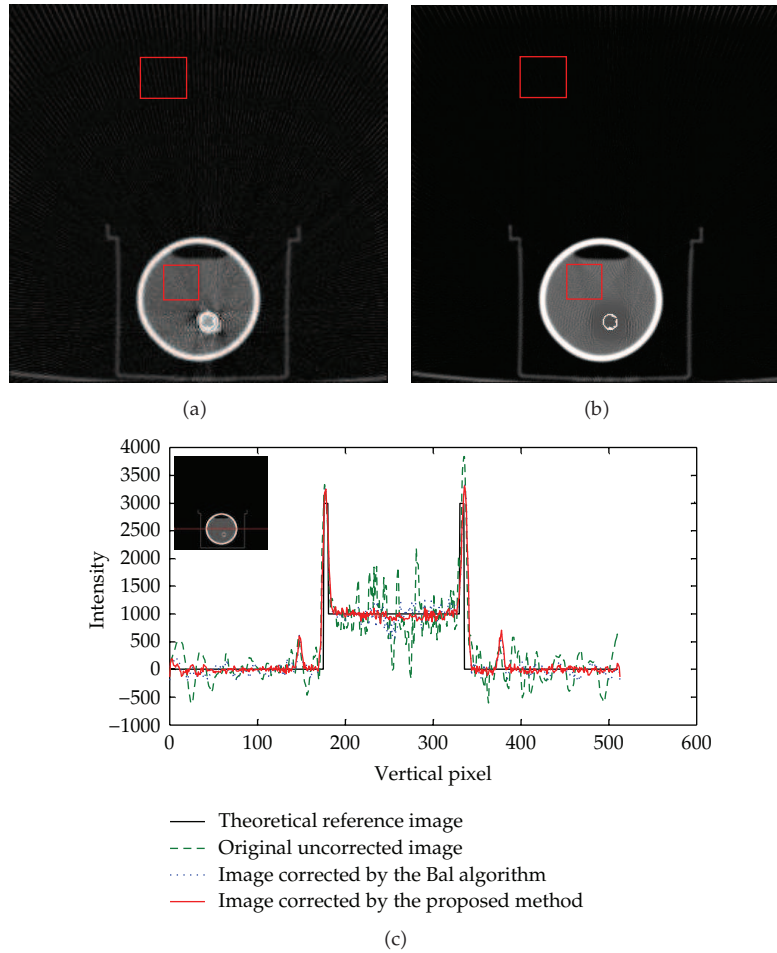 (a)
(b)
4000
3500
3000
2500
2000
1500
1000
500
0
−500
−1000
Intensity
0
100
200
300
400
500
600
Vertical pixel
Theoretical reference image
Original uncorrected image
Image corrected by the Bal algorithm
Image corrected by the proposed method
(c)